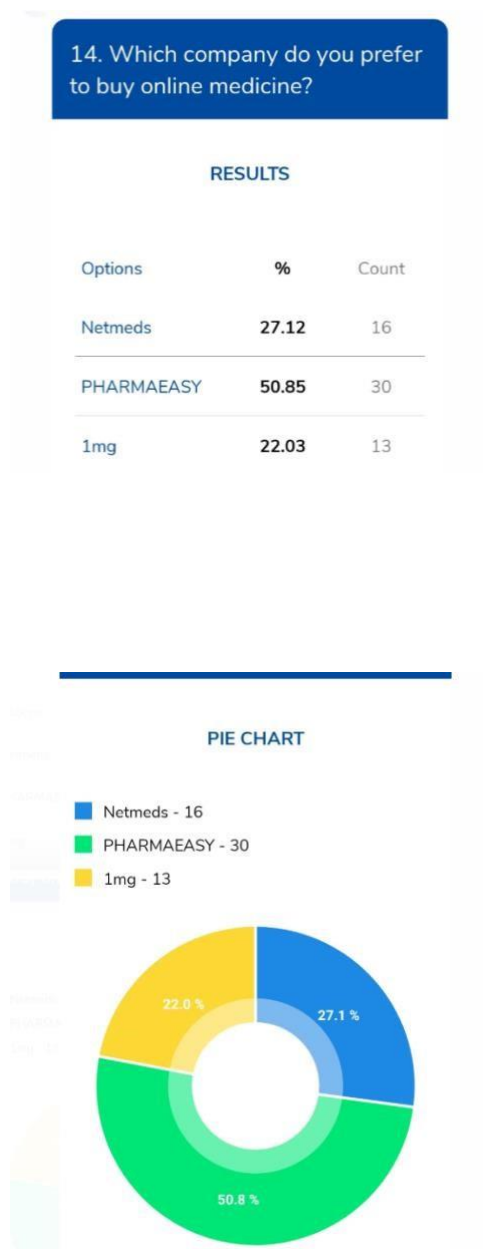 14. Which company do you prefer
to buy online medicine?
RESULTS
Options % Count
Netmeds 27.12 16
PHARMAEASY 50.85 30
1mg 22.03 13
PIE CHART
Netmeds - 16
PHARMAEASY - 30
1mg - 13
22.0 %
27.1 %
50.8 %